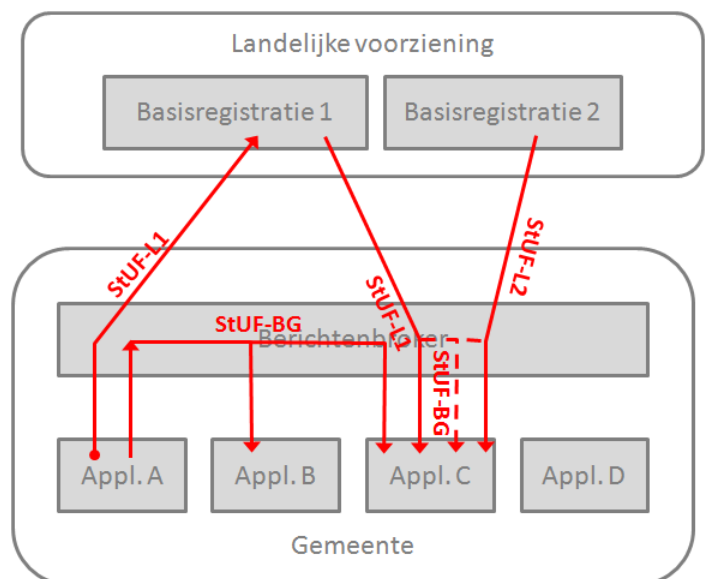 Landelijke voorziening
Basisregistratie 1
Basisregistratie 2
StUF-L1
StUF-L1
StUF-L2
StUF-BG
Berichtenbroker
StUF-BG
Appl. A
Appl. B
Appl. C
Appl. D
Gemeente